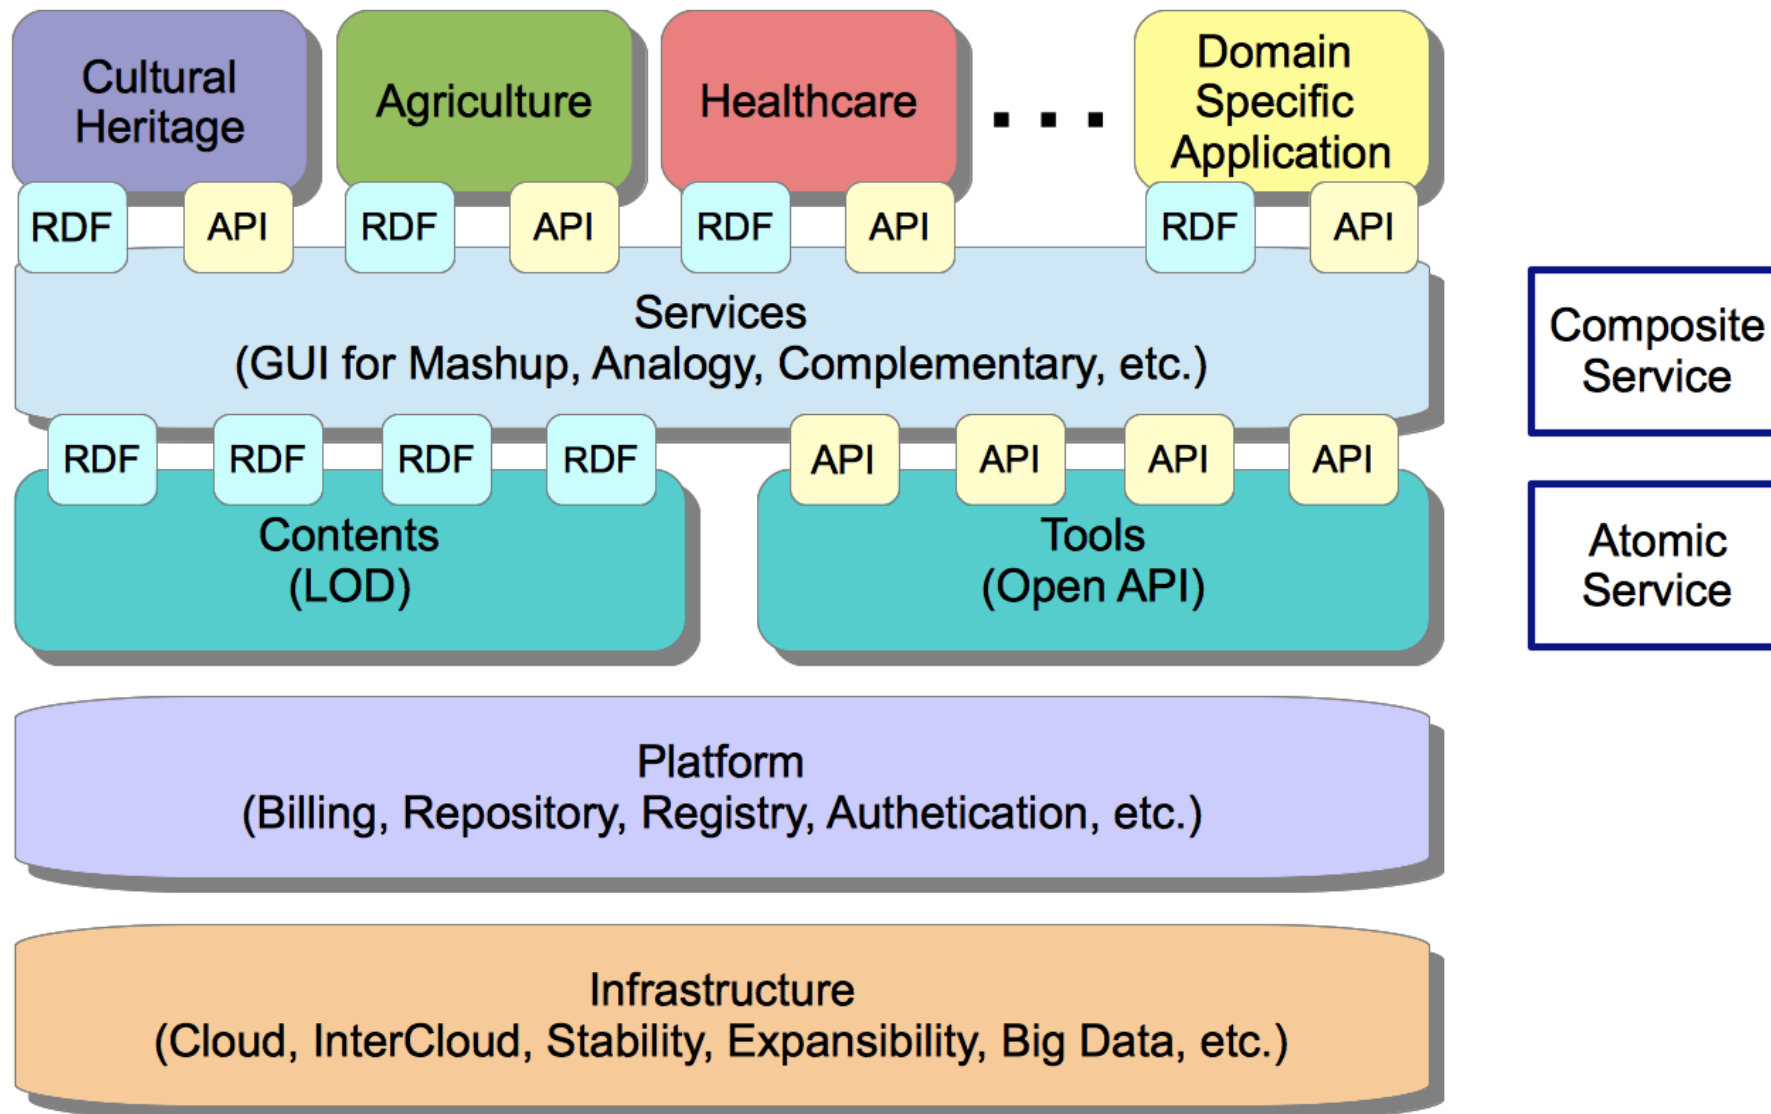 Cultural
Heritage
Agriculture
Healthcare
. . .
Domain
Specific
Application
RDF
API
RDF
API
RDF
API
RDF
API
Services
(GUI for Mashup, Analogy, Complementary, etc.)
Composite
Service
RDF
RDF
RDF
RDF
API
API
API
API
Contents
(LOD)
Tools
(Open API)
Atomic
Service
Platform
(Billing, Repository, Registry, Authetication, etc.)
Infrastructure
(Cloud, InterCloud, Stability, Expansibility, Big Data, etc.)